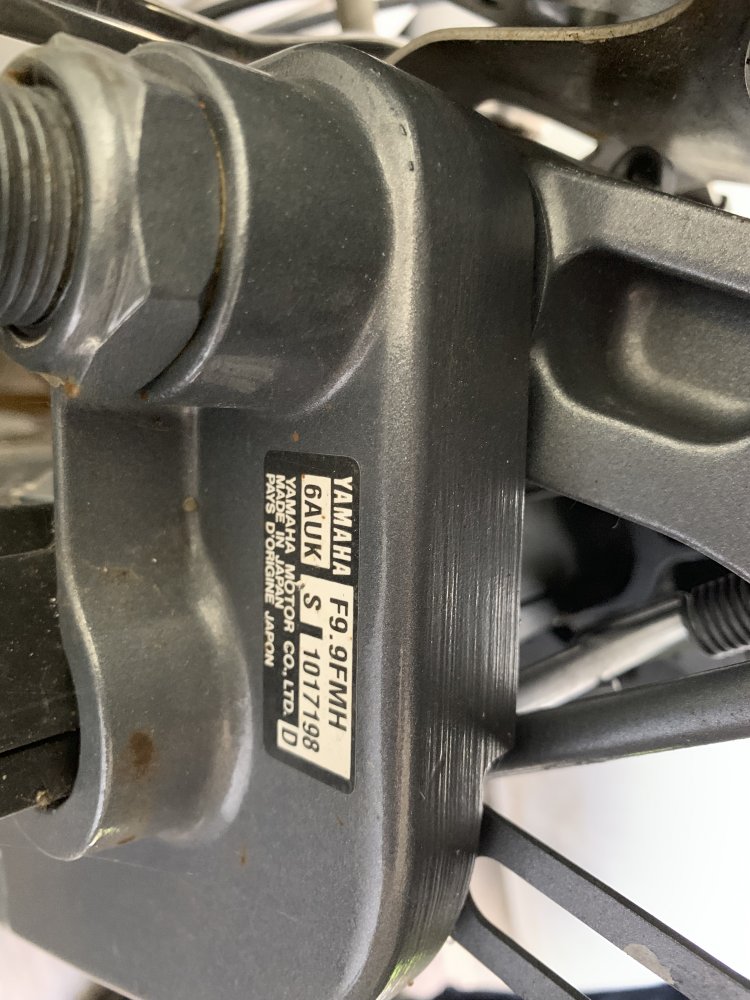 YAMAHA F9.9FMH
6AUK S 1017198
YAMAHA MOTOR CO., LTD. D
MADE IN JAPAN
PAYS D'ORIGINE JAPON